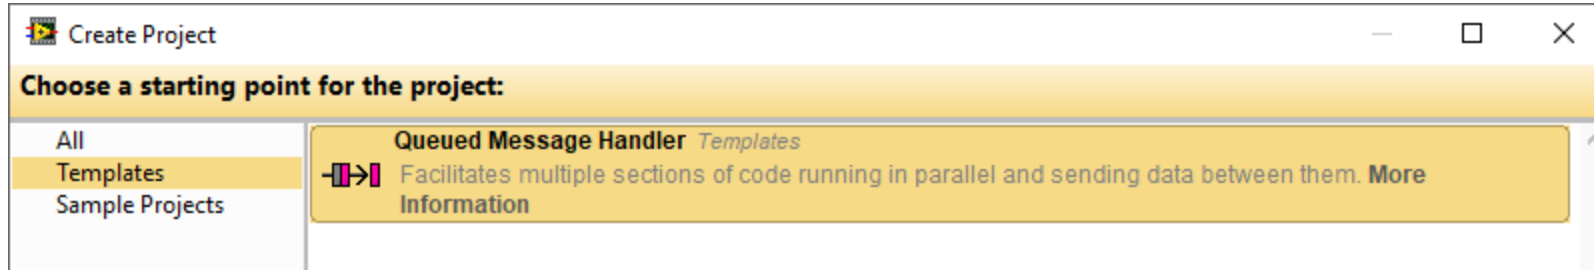 Create Project
Choose a starting point for the project:
All
Templates
Sample Projects
Queued Message Handler Templates
Facilitates multiple sections of code running in parallel and sending data between them. More
Information